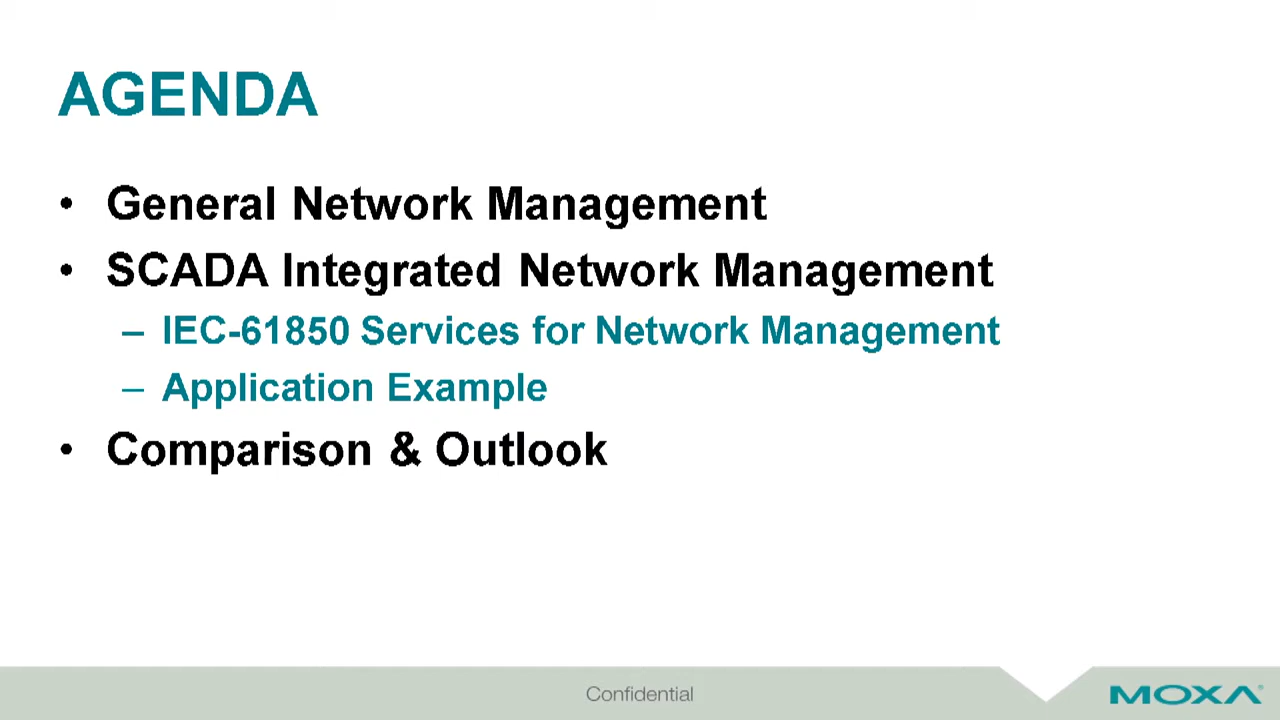 AGENDA
• General Network Management
• SCADA Integrated Network Management
– IEC-61850 Services for Network Management
– Application Example
• Comparison & Outlook
Confidential
MOXA®